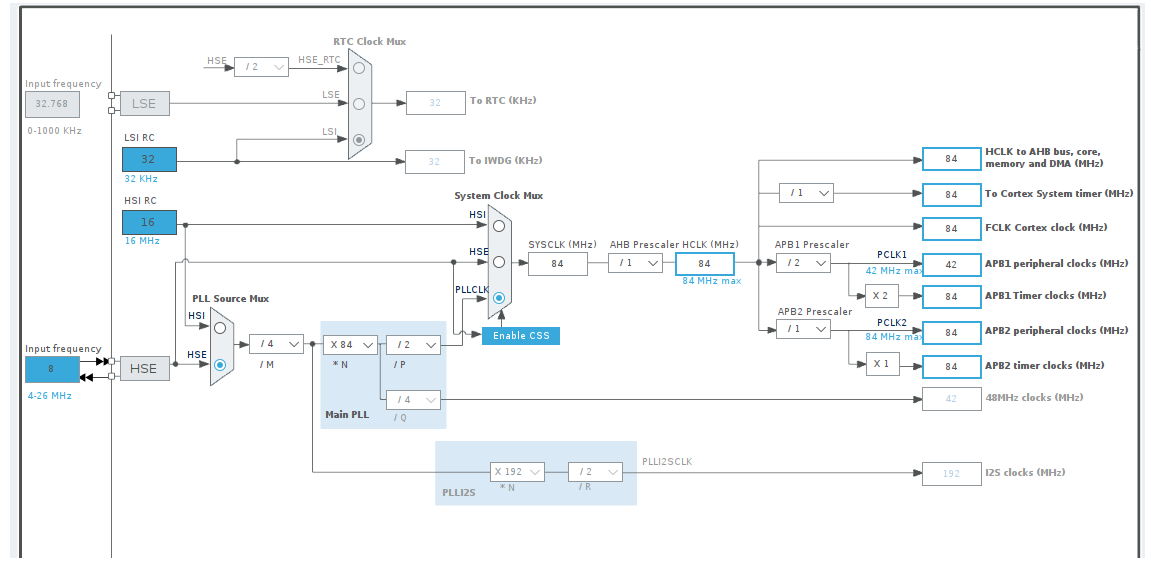 RTC Clock Mux
HSE
/ 2
HSE_RTC
Input frequency
32.768
LSE
LSE
32
To RTC (KHz)
0-1000 KHz
LSI RC
LSI
32
32
To IWDG (KHz)
32 KHz
HCLK to AHB bus, core,
memory and DMA (MHz)
84
HSI RC
System Clock Mux
/ 1
84
To Cortex System timer (MHz)
16
HSI
16 MHz
84
FCLK Cortex clock (MHz)
SYSCLK (MHz)
AHB Prescaler
HCLK (MHz)
APB1 Prescaler
HSE
84
/ 1
84
84 MHz max
/ 2
PCLK1
42 MHz max
42
APB1 peripheral clocks (MHz)
PLLCLK
X 2
84
APB1 Timer clocks (MHz)
PLL Source Mux
HSI
APB2 Prescaler
/ 1
PCLK2
84 MHz max
84
APB2 peripheral clocks (MHz)
Enable CSS
Input frequency
8
HSE
HSE
/ 4
/ M
X 84
* N
/ 2
/ P
X 1
84
APB2 timer clocks (MHz)
4-26 MHz
/ 4
/ Q
Main PLL
42
48MHz clocks (MHz)
PLLI2SCLK
X 192
* N
/ 2
/ R
PLLI2S
192
I2S clocks (MHz)